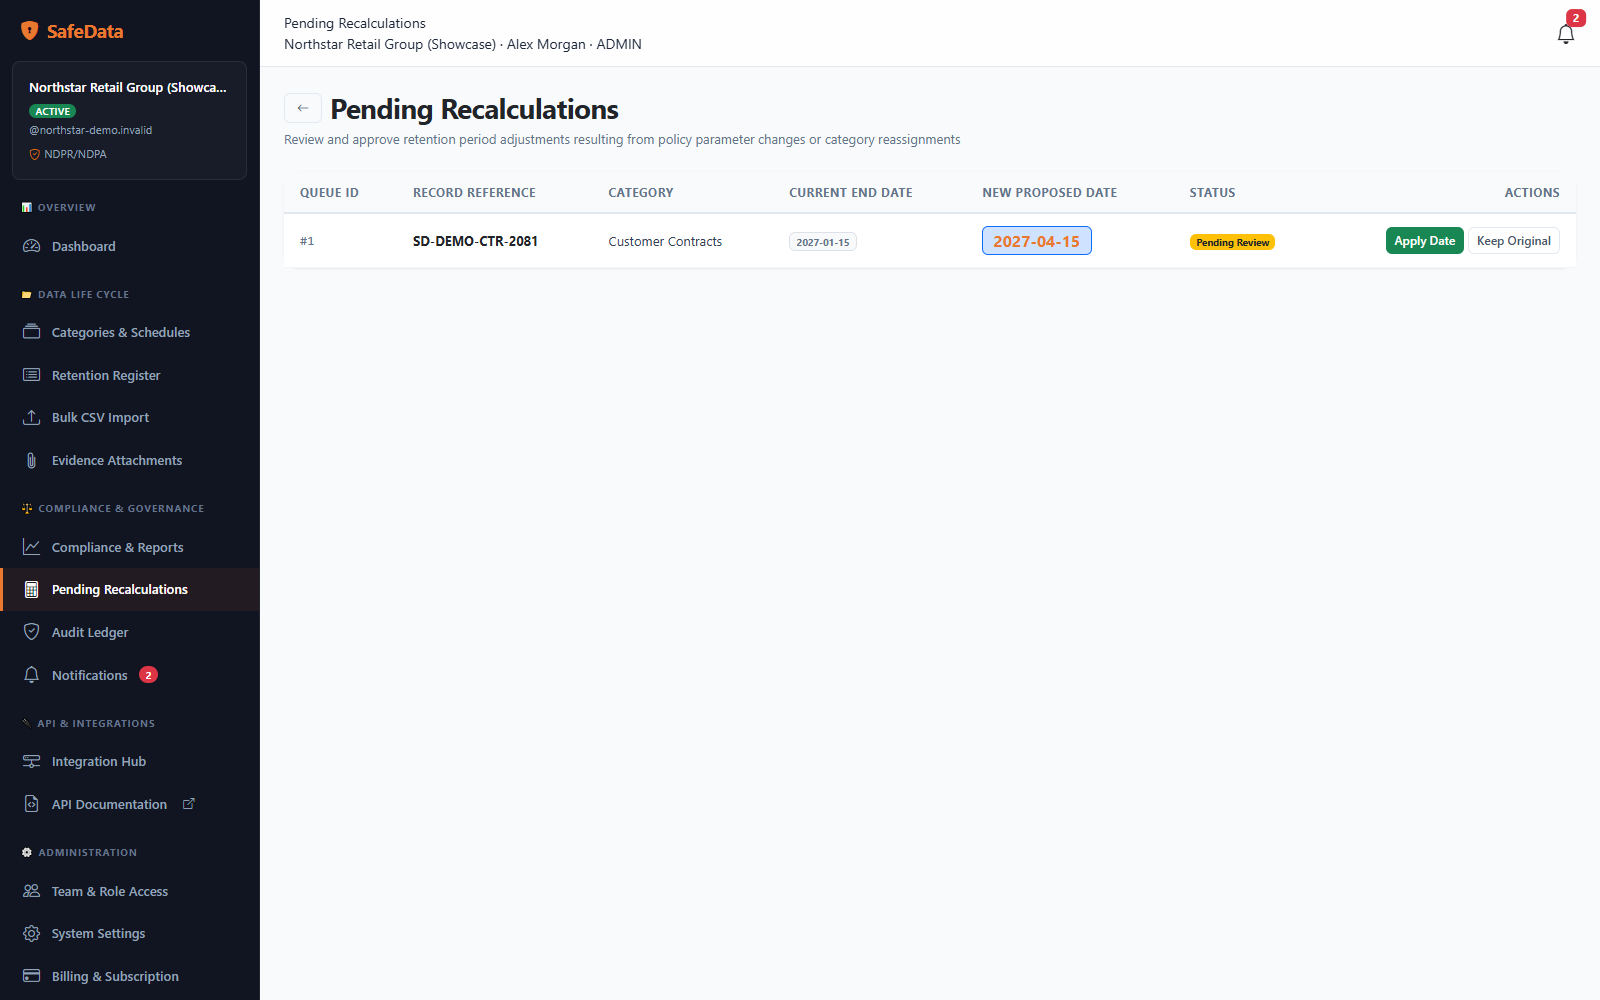 SafeData
Northstar Retail Group (Showca...
ACTIVE
@northstar-demo.invalid
NDPR/NDPA
OVERVIEW
Dashboard
DATA LIFE CYCLE
Categories & Schedules
Retention Register
Bulk CSV Import
Evidence Attachments
COMPLIANCE & GOVERNANCE
Compliance & Reports
Pending Recalculations
Audit Ledger
Notifications 2
API & INTEGRATIONS
Integration Hub
API Documentation
ADMINISTRATION
Team & Role Access
System Settings
Billing & Subscription
Pending Recalculations
Northstar Retail Group (Showcase) · Alex Morgan · ADMIN
2
Pending Recalculations
Review and approve retention period adjustments resulting from policy parameter changes or category reassignments
QUEUE ID RECORD REFERENCE CATEGORY CURRENT END DATE NEW PROPOSED DATE STATUS ACTIONS
#1 SD-DEMO-CTR-2081 Customer Contracts 2027-01-15 2027-04-15 Pending Review Apply Date Keep Original